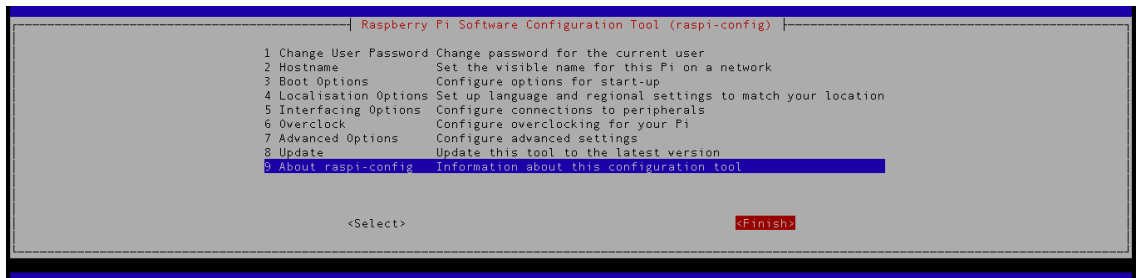 Raspberry Pi Software Configuration Tool (raspi-config)
1 Change User Password Change password for the current user
2 Hostname Set the visible name for this Pi on a network
3 Boot Options Configure options for start-up
4 Localisation Options Set up language and regional settings to match your location
5 Interfacing Options Configure connections to peripherals
6 Overclock Configure overclocking for your Pi
7 Advanced Options Configure advanced settings
8 Update Update this tool to the latest version
9 About raspi-config Information about this configuration tool
<Select> <Finish>